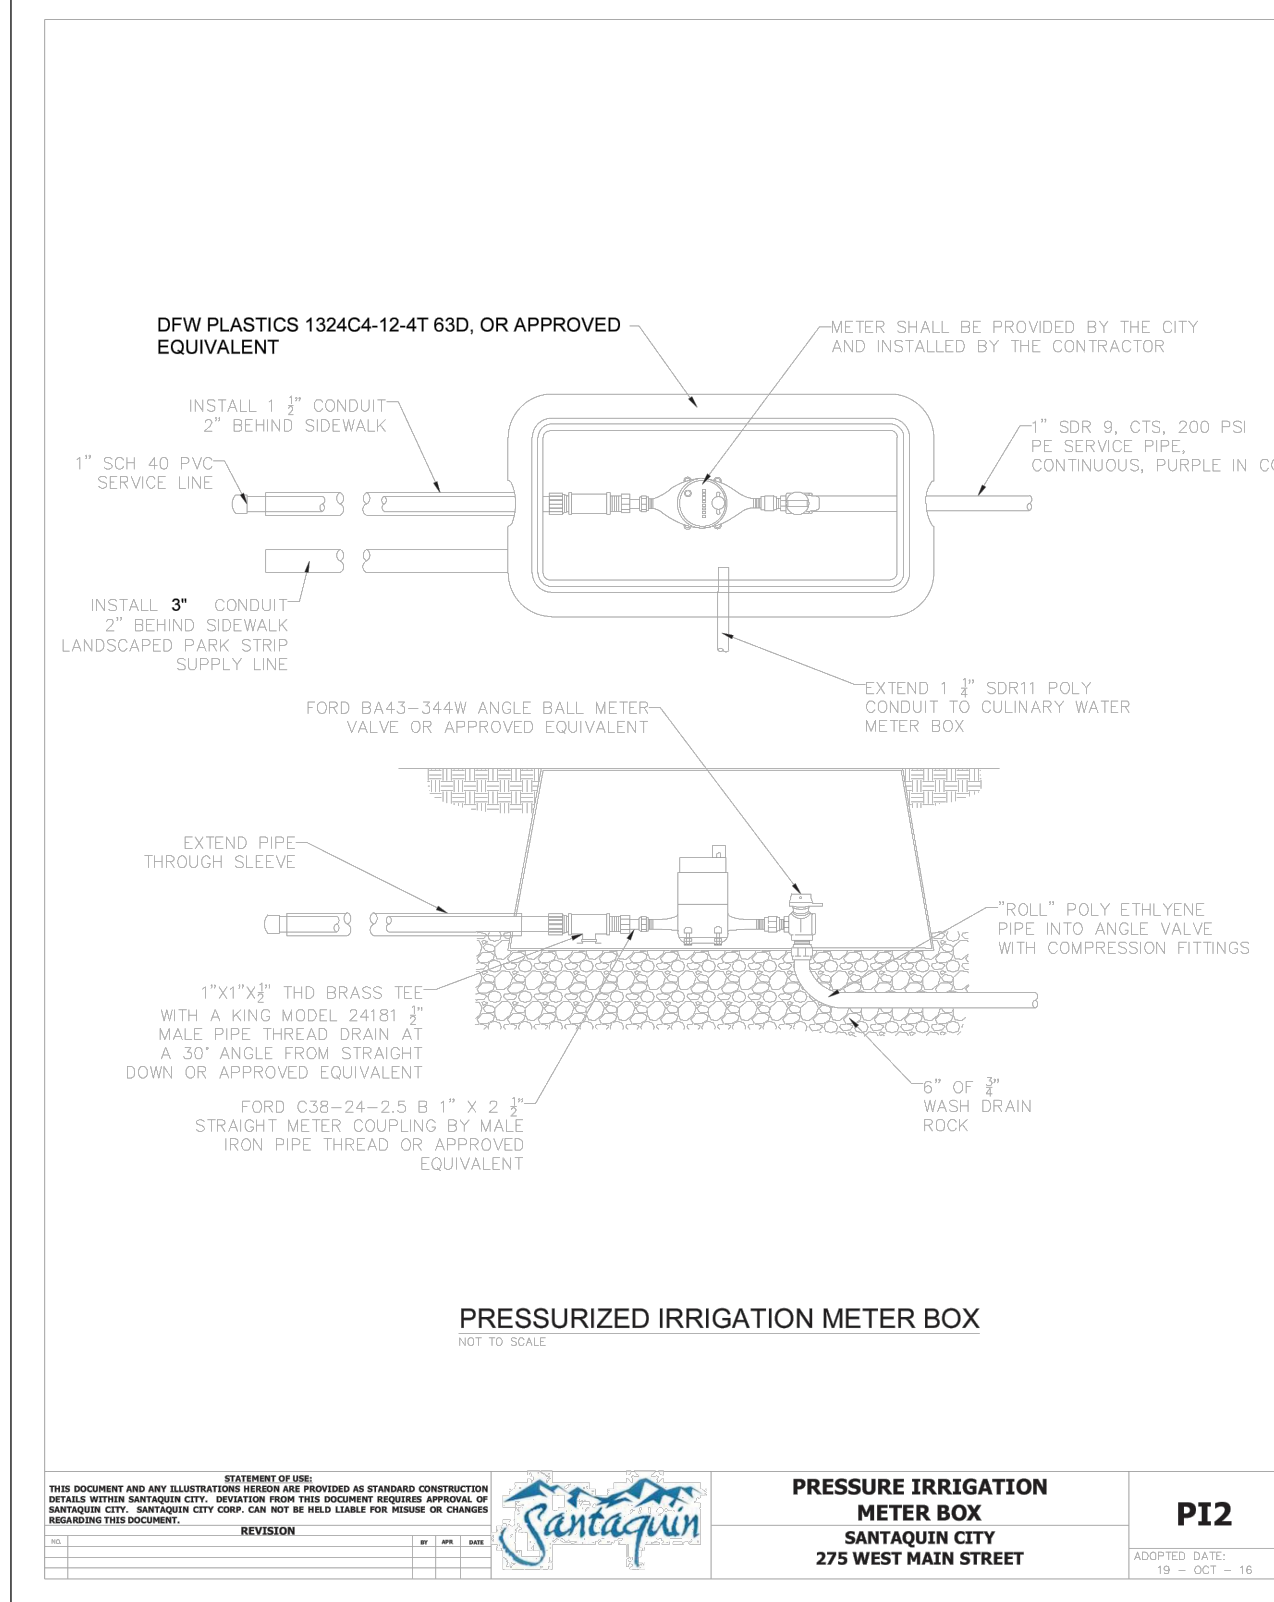 DFW PLASTICS 1324C4-12-4T 63D, OR APPROVED
EQUIVALENT
METER SHALL BE PROVIDED BY THE CITY
AND INSTALLED BY THE CONTRACTOR
INSTALL 1 1/2" CONDUIT
2" BEHIND SIDEWALK
1" SDR 9, CTS, 200 PSI
PE SERVICE PIPE,
CONTINUOUS, PURPLE IN CO
1" SCH 40 PVC
SERVICE LINE
INSTALL 3" CONDUIT
2" BEHIND SIDEWALK
LANDSCAPED PARK STRIP
SUPPLY LINE
EXTEND 1 1/4" SDR11 POLY
CONDUIT TO CULINARY WATER
METER BOX
FORD BA43-344W ANGLE BALL METER
VALVE OR APPROVED EQUIVALENT
EXTEND PIPE
THROUGH SLEEVE
"ROLL" POLY ETHLYENE
PIPE INTO ANGLE VALVE
WITH COMPRESSION FITTINGS
1"X1"X1/2" THD BRASS TEE
WITH A KING MODEL 24181 1/2"
MALE PIPE THREAD DRAIN AT
A 30° ANGLE FROM STRAIGHT
DOWN OR APPROVED EQUIVALENT
6" OF 3/4"
WASH DRAIN
ROCK
FORD C38-24-2.5 B 1" X 2 1/2"
STRAIGHT METER COUPLING BY MALE
IRON PIPE THREAD OR APPROVED
EQUIVALENT
PRESSURIZED IRRIGATION METER BOX
NOT TO SCALE
STATEMENT OF USE:
THIS DOCUMENT AND ANY ILLUSTRATIONS HEREON ARE PROVIDED AS STANDARD CONSTRUCTION
DETAILS WITHIN SANTAQUIN CITY. DEVIATION FROM THIS DOCUMENT REQUIRES APPROVAL OF
SANTAQUIN CITY. SANTAQUIN CITY CORP. CAN NOT BE HELD LIABLE FOR MISUSE OR CHANGES
REGARDING THIS DOCUMENT.
REVISION
NO. BY APR DATE
Santaquin
PRESSURE IRRIGATION
METER BOX
SANTAQUIN CITY
275 WEST MAIN STREET
PI2
ADOPTED DATE:
19 - OCT - 16